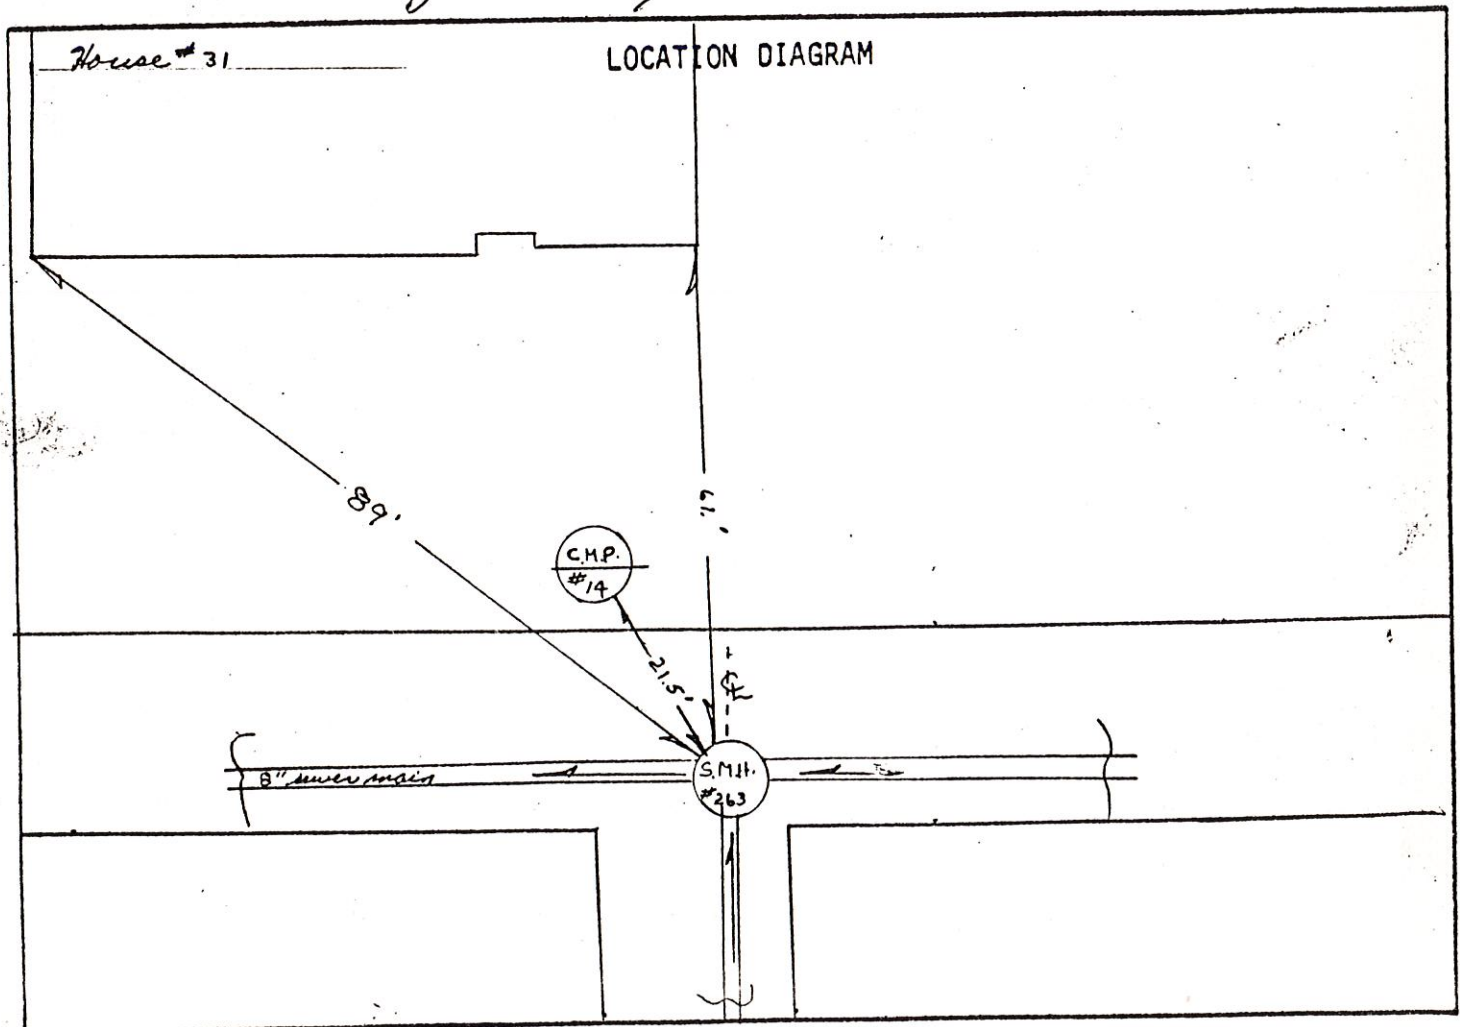 House # 31
LOCATION DIAGRAM
89'
C.M.P.
#14
21.5'
S.M.H.
#263
8" sewer main